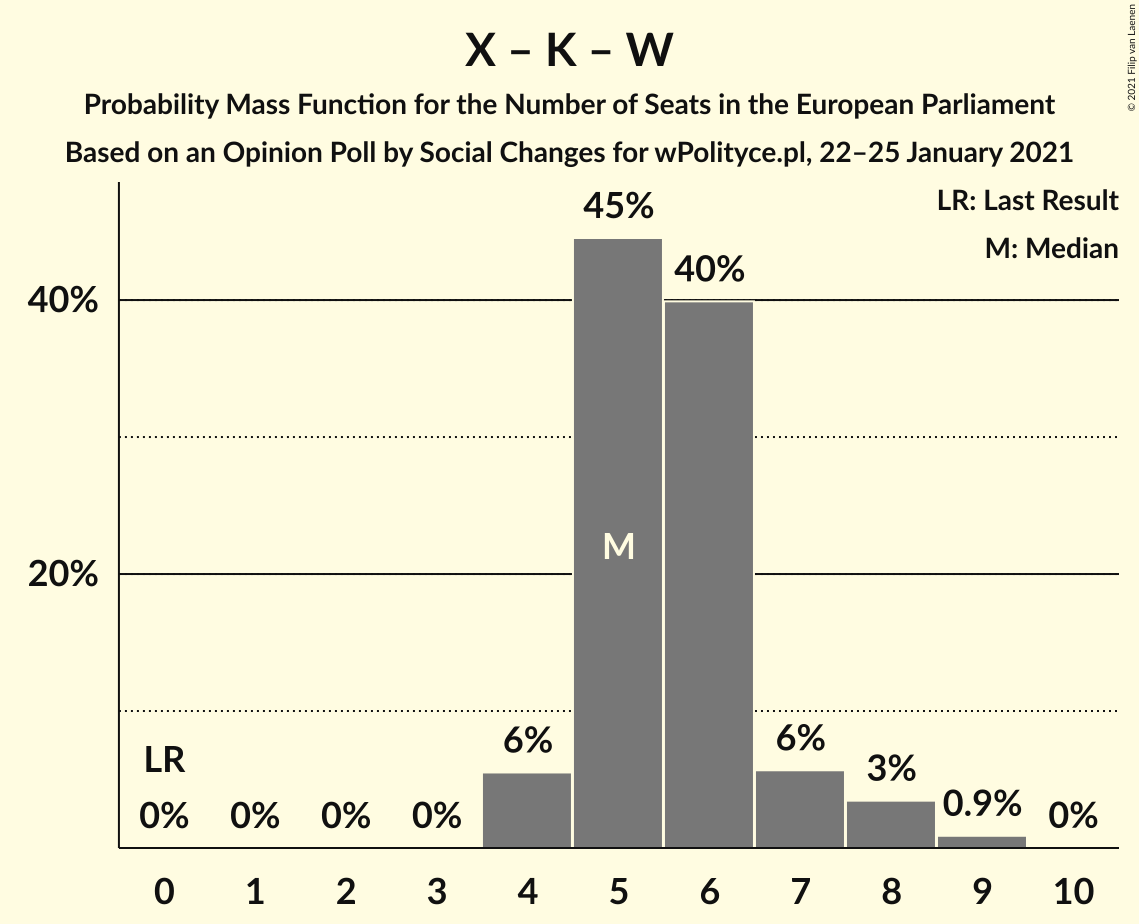 X – K – W
Probability Mass Function for the Number of Seats in the European Parliament
Based on an Opinion Poll by Social Changes for wPolityce.pl, 22–25 January 2021
© 2021 Filip van Laenen
LR: Last Result
M: Median
45%
40%
40%
M
20%
6%
6%
3%
0.9%
LR
0% 0% 0% 0% 0%
0 1 2 3 4 5 6 7 8 9 10